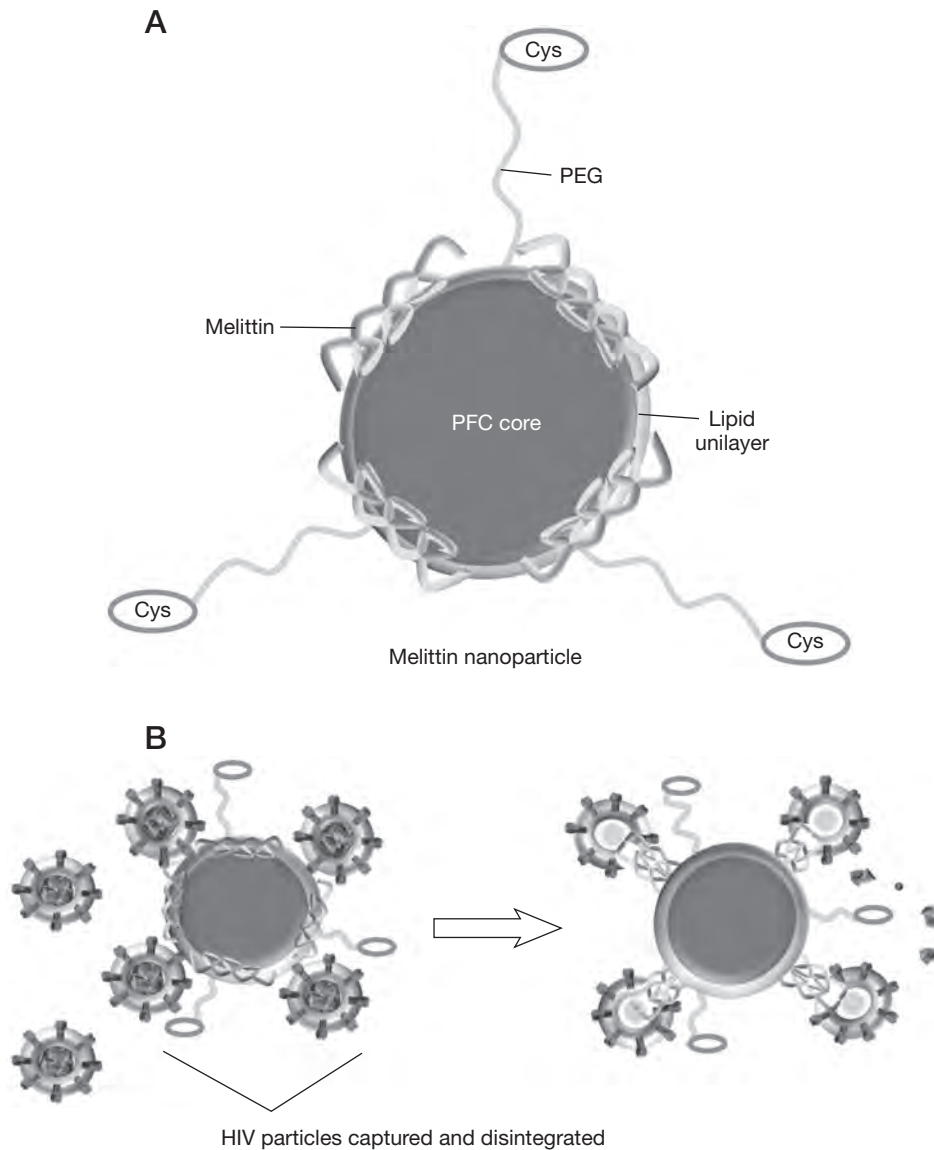 A
Cys
PEG
Melittin
PFC core
Lipid
unilayer
Cys
Cys
Melittin nanoparticle
B
HIV particles captured and disintegrated